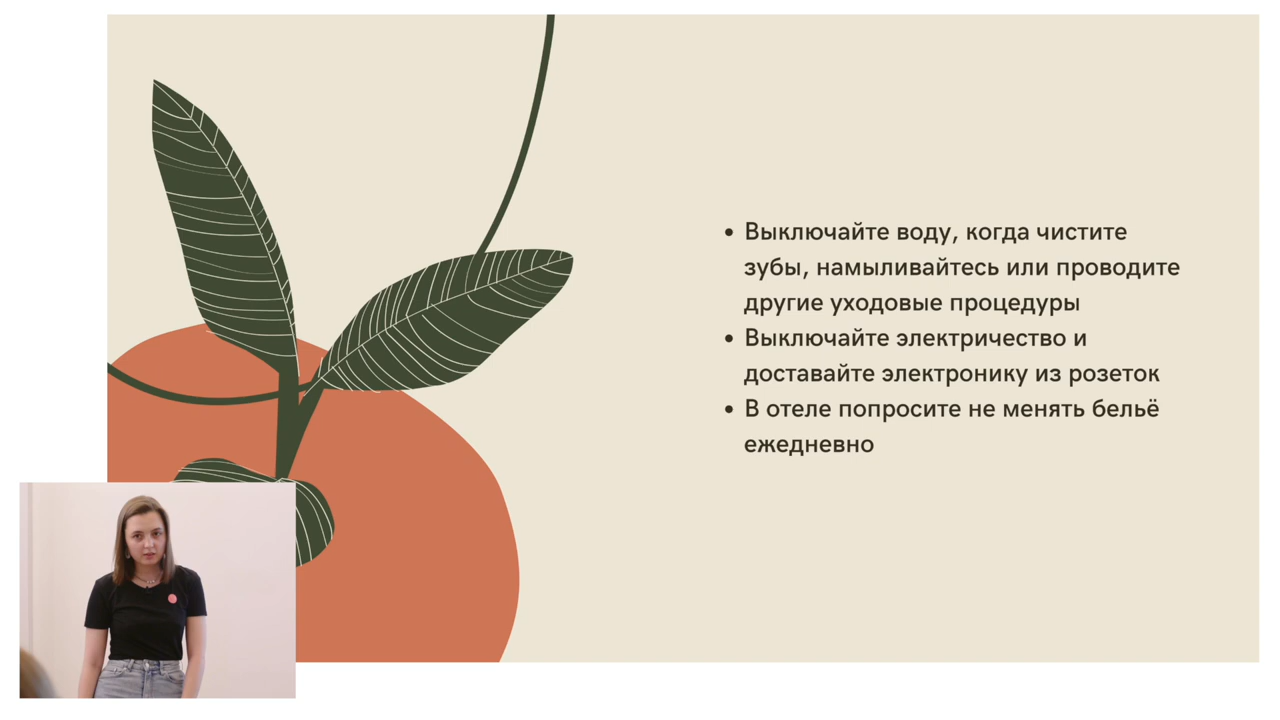 • Выключайте воду, когда чистите
зубы, намыливайтесь или проводите
другие уходовые процедуры
• Выключайте электричество и
доставайте электронику из розеток
• В отеле попросите не менять бельё
ежедневно